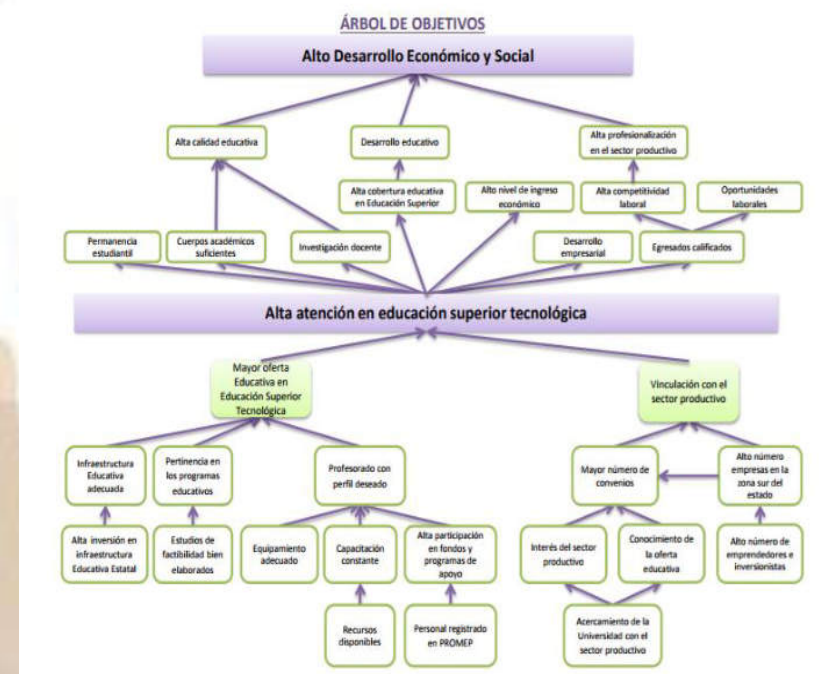 ÁRBOL DE OBJETIVOS
Alto Desarrollo Económico y Social
Alta calidad educativa
Desarrollo educativo
Alta profesionalización
en el sector productivo
Alta cobertura educativa
en Educación Superior
Alto nivel de ingreso
económico
Alta competitividad
laboral
Oportunidades
laborales
Permanencia
estudiantil
Cuerpos académicos
suficientes
Investigación docente
Desarrollo
empresarial
Egresados calificados
Alta atención en educación superior tecnológica
Mayor oferta
Educativa en
Educación Superior
Tecnológica
Vinculación con el
sector productivo
Infraestructura
Educativa
adecuada
Pertinencia en
los programas
educativos
Profesorado con
perfil deseado
Mayor número de
convenios
Alto número
empresas en la
zona sur del
estado
Alta inversión en
infraestructura
Educativa Estatal
Estudios de
factibilidad bien
elaborados
Equipamiento
adecuado
Capacitación
constante
Alta participación
en fondos y
programas de
apoyo
Interés del sector
productivo
Conocimiento de
la oferta
educativa
Alto número de
emprendedores e
inversionistas
Recursos
disponibles
Personal registrado
en PROMEP
Acercamiento de la
Universidad con el
sector productivo